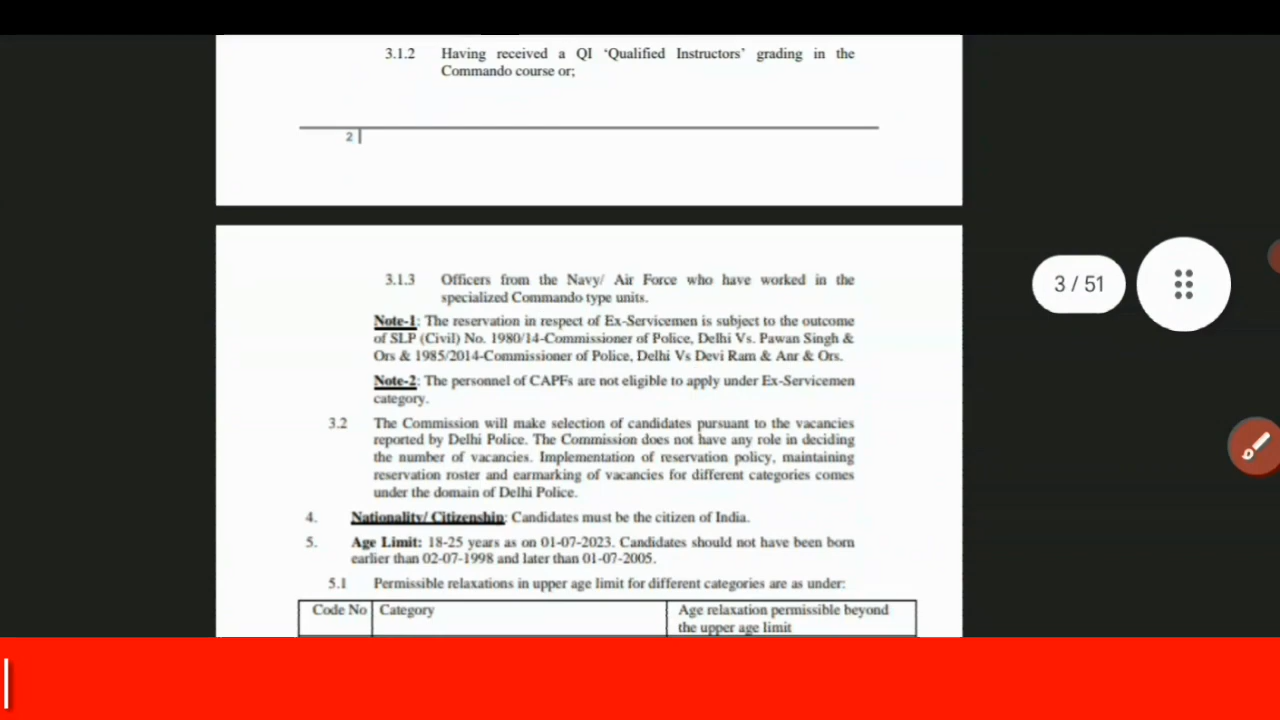 3.1.2 Having received a QI ‘Qualified Instructors’ grading in the
Commando course or;
2 |
3.1.3 Officers from the Navy/ Air Force who have worked in the
specialized Commando type units.
Note-1: The reservation in respect of Ex-Servicemen is subject to the outcome
of SLP (Civil) No. 1980/14-Commissioner of Police, Delhi Vs. Pawan Singh &
Ors & 1985/2014-Commissioner of Police, Delhi Vs Devi Ram & Anr & Ors.
Note-2: The personnel of CAPFs are not eligible to apply under Ex-Servicemen
category.
3.2 The Commission will make selection of candidates pursuant to the vacancies
reported by Delhi Police. The Commission does not have any role in deciding
the number of vacancies. Implementation of reservation policy, maintaining
reservation roster and earmarking of vacancies for different categories comes
under the domain of Delhi Police.
4. Nationality/ Citizenship: Candidates must be the citizen of India.
5. Age Limit: 18-25 years as on 01-07-2023. Candidates should not have been born
earlier than 02-07-1998 and later than 01-07-2005.
5.1 Permissible relaxations in upper age limit for different categories are as under:
Code No Category Age relaxation permissible beyond
the upper age limit
3 / 51